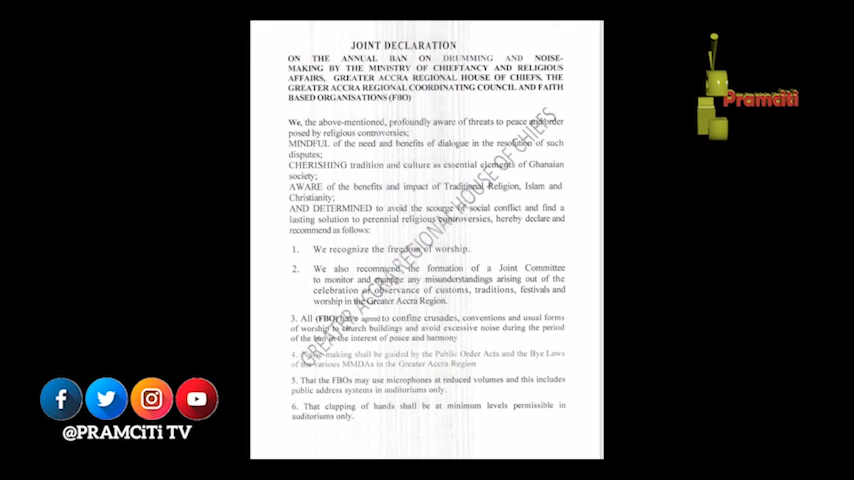 JOINT DECLARATION
ON THE ANNUAL BAN ON DRUMMING AND NOISE-
MAKING BY THE MINISTRY OF CHIEFTANCY AND RELIGIOUS
AFFAIRS, GREATER ACCRA REGIONAL HOUSE OF CHIEFS, THE
GREATER ACCRA REGIONAL COORDINATING COUNCIL AND FAITH
BASED ORGANISATIONS (FBO)
We, the above-mentioned, profoundly aware of threats to peace and order
posed by religious controversies;
MINDFUL of the need and benefits of dialogue in the resolution of such
disputes;
CHERISHING tradition and culture as essential elements of Ghanaian
society;
AWARE of the benefits and impact of Traditional Religion, Islam and
Christianity;
AND DETERMINED to avoid the scourge of social conflict and find a
lasting solution to perennial religious controversies, hereby declare and
recommend as follows:
1. We recognize the freedom of worship.
2. We also recommend the formation of a Joint Committee
to monitor and manage any misunderstandings arising out of the
celebration or observance of customs, traditions, festivals and
worship in the Greater Accra Region.
3. All (FBO) have agreed to confine crusades, conventions and usual forms
of worship to church buildings and avoid excessive noise during the period
of the ban in the interest of peace and harmony
4. Noise-making shall be guided by the Public Order Acts and the Bye Laws
of the various MMDAs in the Greater Accra Region
5. That the FBOs may use microphones at reduced volumes and this includes
public address systems in auditoriums only.
6. That clapping of hands shall be at minimum levels permissible in
auditoriums only.
GREATER ACCRA REGIONAL HOUSE OF CHIEFS
Pramciti
@PRAMCiTi TV